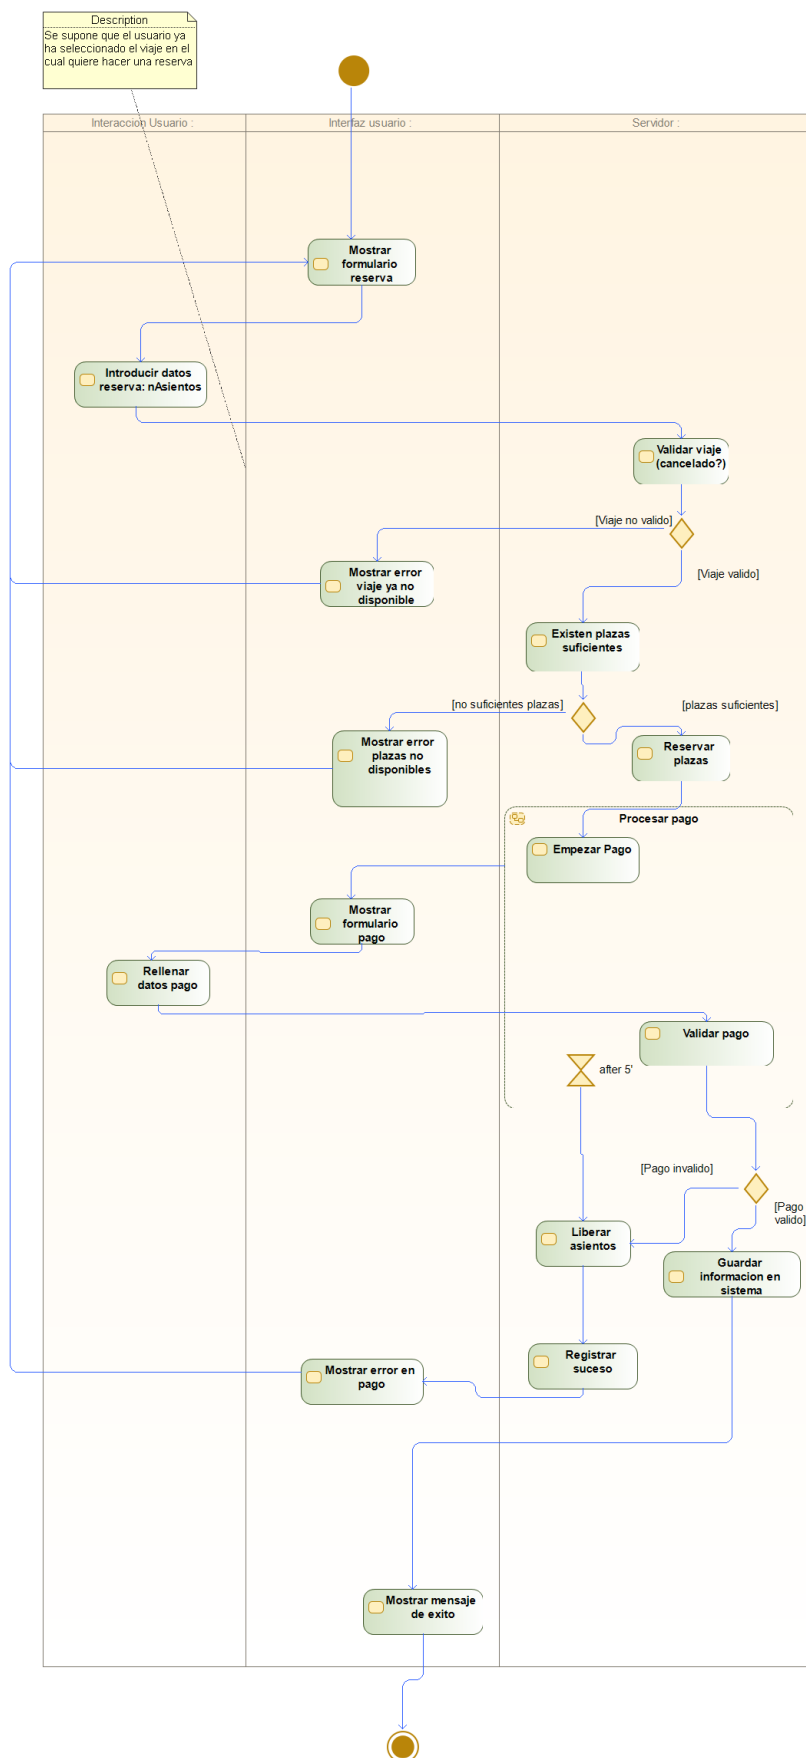 Description
Se supone que el usuario ya
ha seleccionado el viaje en el
cual quiere hacer una reserva
Interaccion Usuario :
Interfaz usuario :
Servidor :
Mostrar
formulario
reserva
Introducir datos
reserva: nAsientos
Validar viaje
(cancelado?)
[Viaje no valido]
[Viaje valido]
Mostrar error
viaje ya no
disponible
Existen plazas
suficientes
[no suficientes plazas]
[plazas suficientes]
Mostrar error
plazas no
disponibles
Reservar
plazas
Procesar pago
Empezar Pago
Mostrar
formulario
pago
Rellenar
datos pago
Validar pago
after 5'
[Pago invalido]
[Pago
valido]
Liberar
asientos
Guardar
informacion en
sistema
Registrar
suceso
Mostrar error en
pago
Mostrar mensaje
de exito